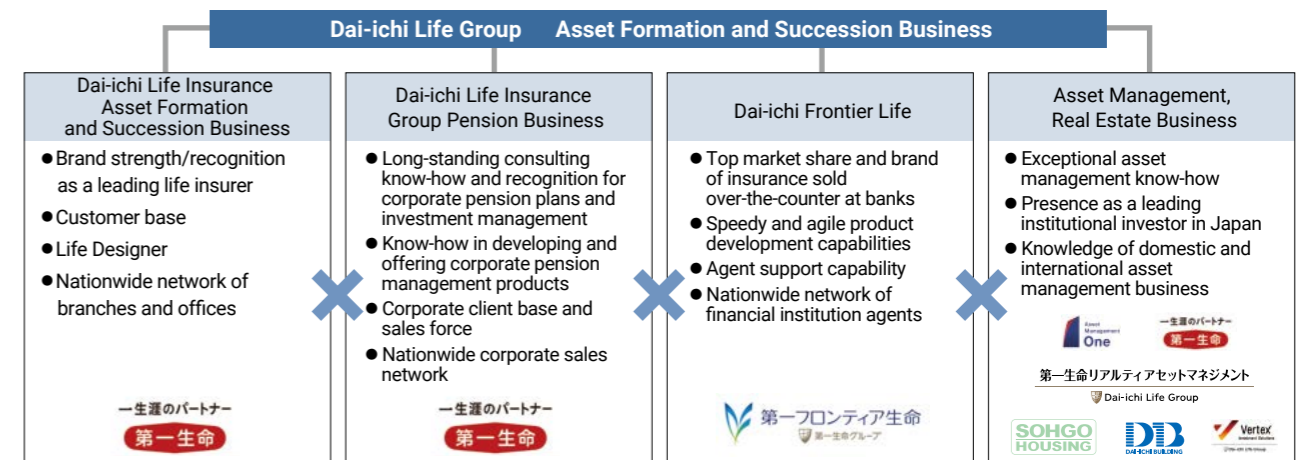 Dai-ichi Life Group Asset Formation and Succession Business
Dai-ichi Life Insurance
Asset Formation
and Succession Business
● Brand strength/recognition
as a leading life insurer
● Customer base
● Life Designer
● Nationwide network of
branches and offices
一生涯のパートナー
第一生命
Dai-ichi Life Insurance
Group Pension Business
● Long-standing consulting
know-how and recognition for
corporate pension plans and
investment management
● Know-how in developing and
offering corporate pension
management products
● Corporate client base and
sales force
● Nationwide corporate sales
network
一生涯のパートナー
第一生命
Dai-ichi Frontier Life
● Top market share and brand
of insurance sold
over-the-counter at banks
● Speedy and agile product
development capabilities
● Agent support capability
● Nationwide network of
financial institution agents
第一フロンティア生命
第一生命グループ
Asset Management,
Real Estate Business
● Exceptional asset
management know-how
● Presence as a leading
institutional investor in Japan
● Knowledge of domestic and
international asset
management business
Asset
Management
One
一生涯のパートナー
第一生命
第一生命リアルティアセットマネジメント
Dai-ichi Life Group
SOHGO
HOUSING
DAI-ICHI BUILDING
Vertex
Investment Solutions